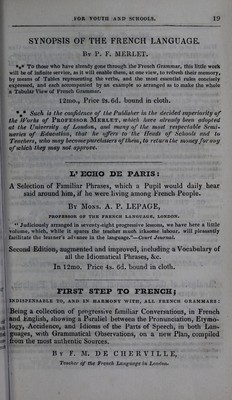 FOR YOUTH AND SCHOOLS. 19
SYNOPSIS OF THE FRENCH LANGUAGE.
By P. F. MERLET.
*** To those who have already gone through the French Grammar, this little work
will be of infinite service, as it will enable them, at one view, to refresh their memory,
by means of Tables representing the verbs, and the most essential rules concisely
expressed, and each accompanied by an example so arranged as to make the whole
a Tabular View of French Grammar.
12mo., Price 2s. 6d. bound in cloth.
*** Such is the confidence of the Publisher in the decided superiority of
the Works of PROFESSOR MERLET, which have already been adopted
at the University of London, and many of the most respectable Semi-
naries of Education, that he offers to the Heads of Schools and to
Teachers, who may become purchasers of them, to return the money for any
of which they may not approve.
L'ECHO DE PARIS:
A Selection of Familiar Phrases, which a Pupil would daily hear
said around him, if he were living among French People.
By Mons. A. P. LEPAGE,
PROFESSOR OF THE FRENCH LANGUAGE, LONDON.
"Judiciously arranged in seventy-eight progressive lessons, we have here a little
volume, which, while it spares the teacher much irksome labour, will pleasantly
facilitate the learner's advance in the language."—Court Journal.
Second Edition, augmented and improved, including a Vocabulary of
all the Idiomatical Phrases, &c.
In 12mo. Price 4s. 6d. bound in cloth.
FIRST STEP TO FRENCH;
INDISPENSABLE TO, AND IN HARMONY WITH, ALL FRENCH GRAMMARS:
Being a collection of progressive familiar Conversations, in French
and English, showing a Parallel between the Pronunciation, Etymo-
logy, Accidence, and Idioms of the Parts of Speech, in both Lan-
guages, with Grammatical Observations, on a new Plan, compiled
from the most authentic Sources.
By F. M. DE CHERVILLE,
Teacher of the French Language in London.